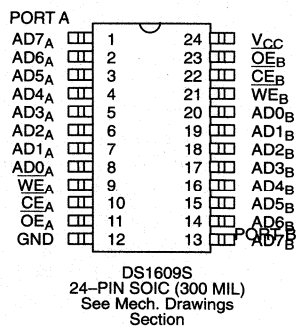 PORT A
AD7A 1 24 VCC
AD6A 2 23 OEB
AD5A 3 22 CEB
AD4A 4 21 WEB
AD3A 5 20 AD0B
AD2A 6 19 AD1B
AD1A 7 18 AD2B
AD0A 8 17 AD3B
WEA 9 16 AD4B
CEA 10 15 AD5B
OEA 11 14 AD6B
GND 12 13 AD7B
PORT B
DS1609S
24–PIN SOIC (300 MIL)
See Mech. Drawings
Section